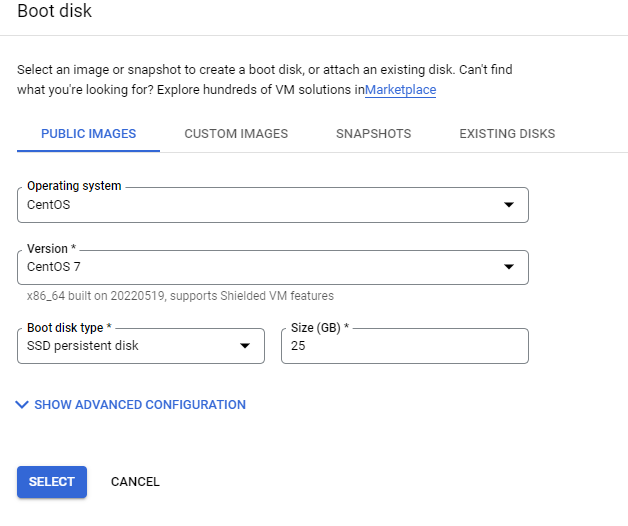 Boot disk
Select an image or snapshot to create a boot disk, or attach an existing disk. Can't find
what you're looking for? Explore hundreds of VM solutions inMarketplace
PUBLIC IMAGES CUSTOM IMAGES SNAPSHOTS EXISTING DISKS
Operating system
CentOS
Version *
CentOS 7
x86_64 built on 20220519, supports Shielded VM features
Boot disk type * Size (GB) *
SSD persistent disk 25
SHOW ADVANCED CONFIGURATION
SELECT CANCEL